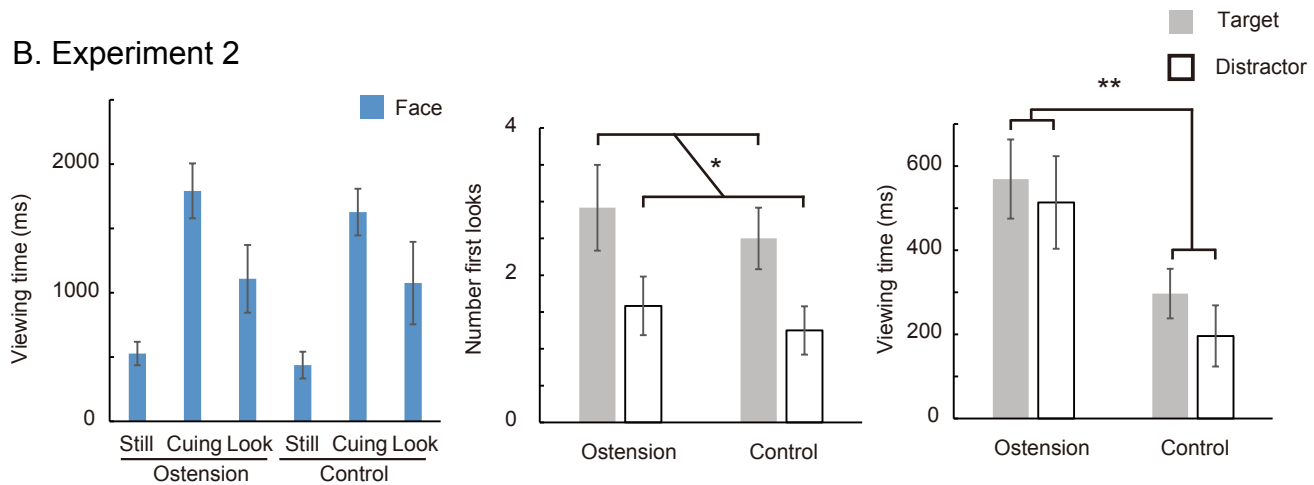 B. Experiment 2
Target
Distractor
Face
Viewing time (ms)
2000
1000
0
Still Cuing Look Still Cuing Look
Ostension Control
Number first looks
4
2
0
*
Ostension Control
Viewing time (ms)
600
400
200
0
**
Ostension Control